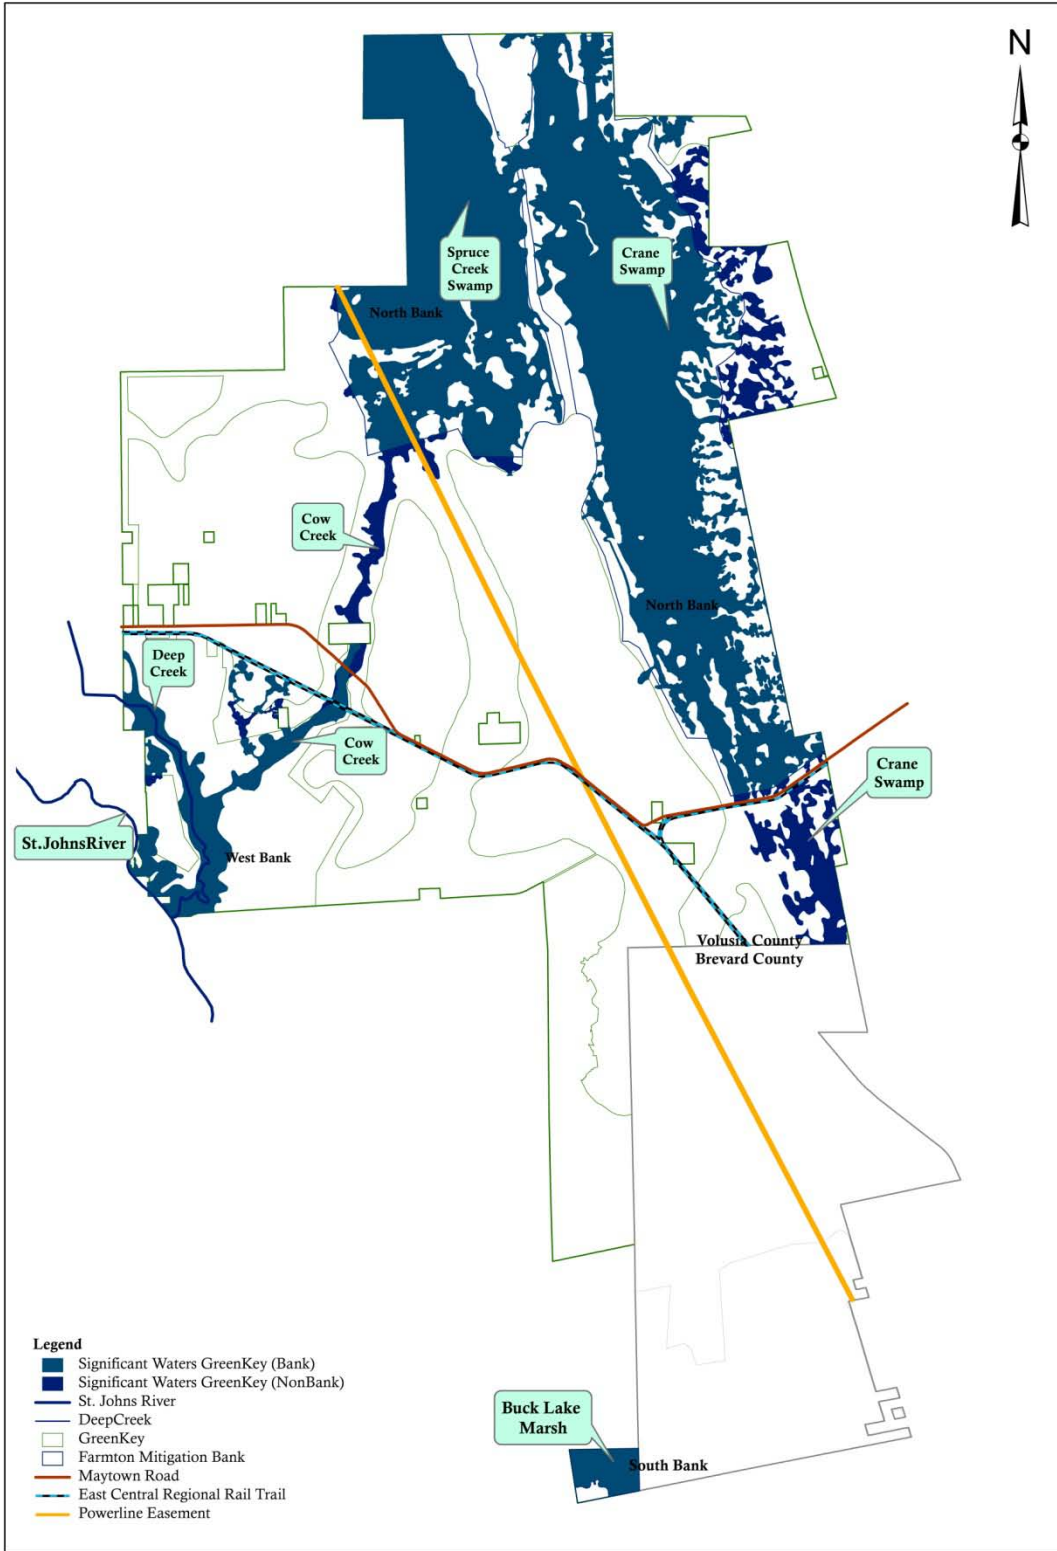 N
Spruce
Creek
Swamp
Crane
Swamp
North Bank
Cow
Creek
North Bank
Deep
Creek
Cow
Creek
Crane
Swamp
St.JohnsRiver
West Bank
Volusia County
Brevard County
Legend
Significant Waters GreenKey (Bank)
Significant Waters GreenKey (NonBank)
St. Johns River
DeepCreek
GreenKey
Farmton Mitigation Bank
Maytown Road
East Central Regional Rail Trail
Powerline Easement
Buck Lake
Marsh
South Bank